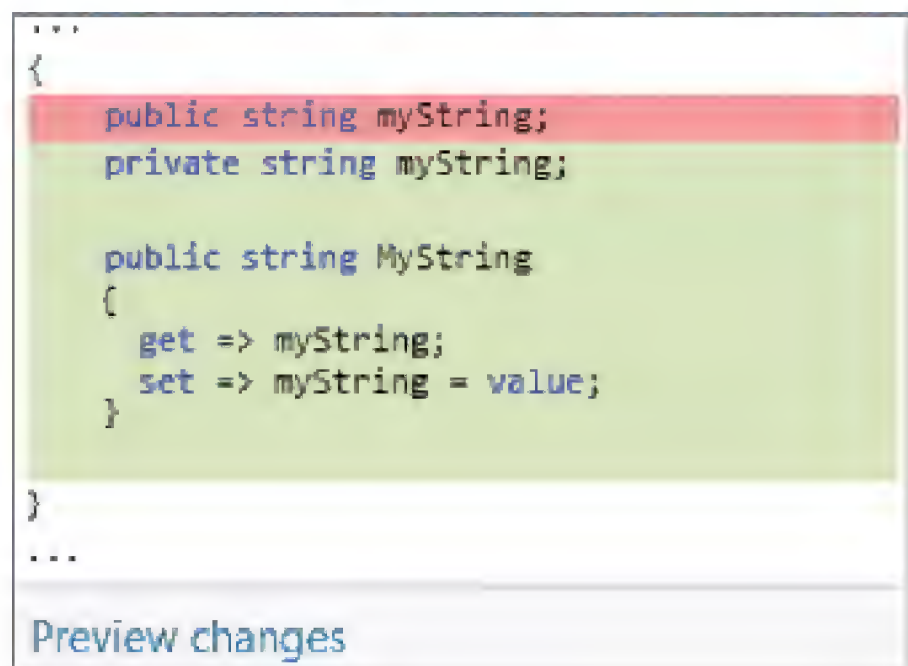 ...
{
public string myString;
private string myString;
public string MyString
{
get => myString;
set => myString = value;
}
}
...
Preview changes